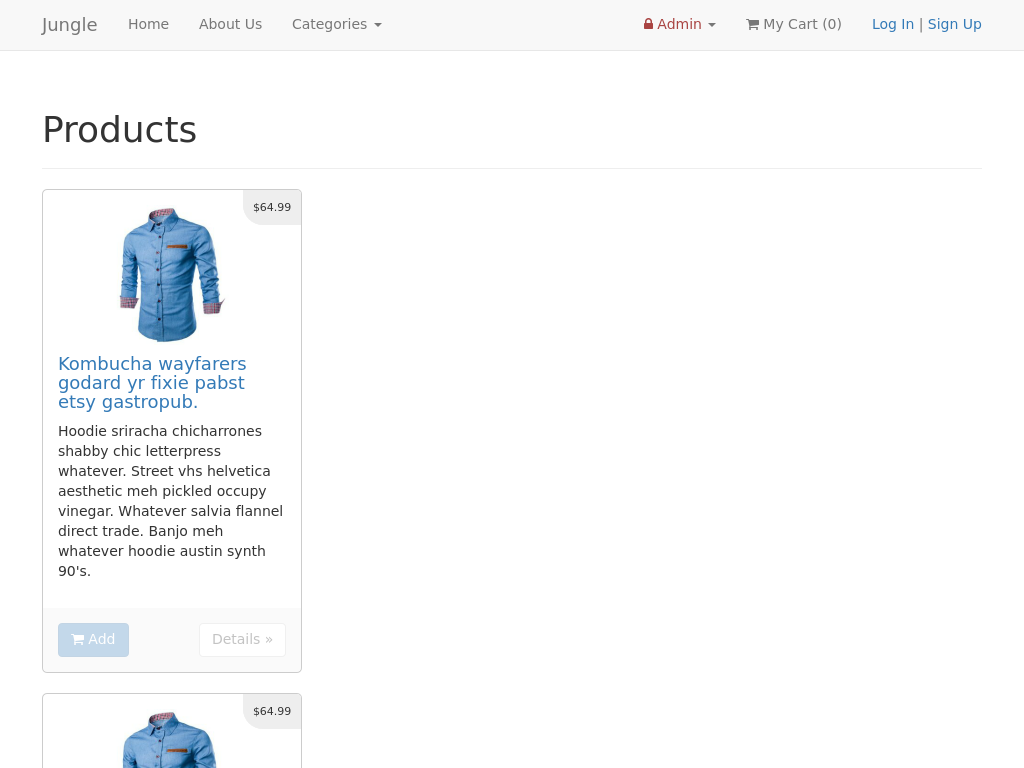 Jungle Home About Us Categories Admin My Cart (0) Log In | Sign Up
Products
$64.99
Kombucha wayfarers
godard yr fixie pabst
etsy gastropub.
Hoodie sriracha chicharrones
shabby chic letterpress
whatever. Street vhs helvetica
aesthetic meh pickled occupy
vinegar. Whatever salvia flannel
direct trade. Banjo meh
whatever hoodie austin synth
90's.
Add Details »
$64.99